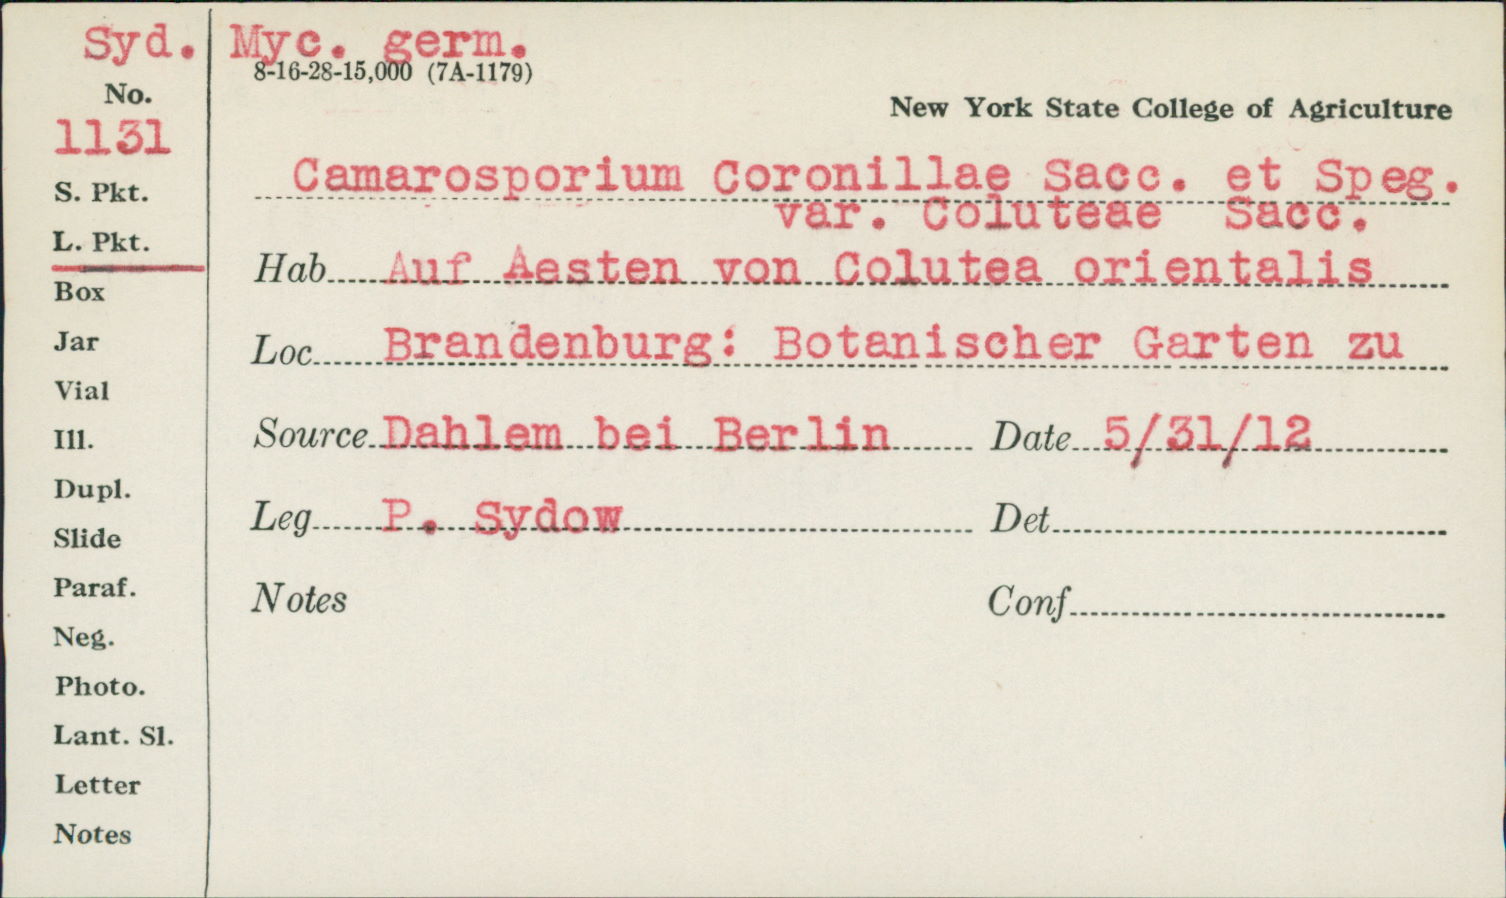 Syd. Myc. germ.
8-16-28-15,000 (7A-1179)
No.
1131
New York State College of Agriculture
S. Pkt.
Camarosporium Coronillae Sacc. et Speg.
var. Coluteae Sacc.
L. Pkt.
Hab Auf Aesten von Colutea orientalis
Box
Jar
Loc Brandenburg: Botanischer Garten zu
Vial
Ill.
Source Dahlem bei Berlin Date 5/31/12
Dupl.
Leg P. Sydow Det
Slide
Paraf.
Notes Conf
Neg.
Photo.
Lant. Sl.
Letter
Notes